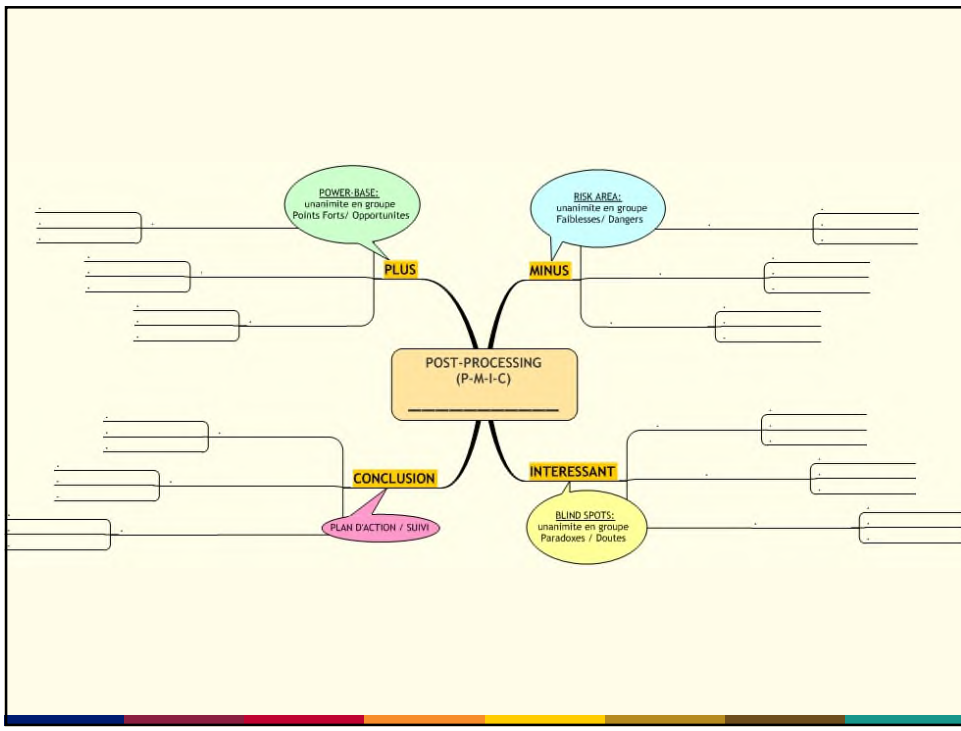 POWER-BASE:
unanimite en groupe
Points Forts/ Opportunites
PLUS
RISK AREA:
unanimite en groupe
Faiblesses/ Dangers
MINUS
POST-PROCESSING
(P-M-I-C)
_______________
CONCLUSION
PLAN D'ACTION / SUIVI
INTERESSANT
BLIND SPOTS:
unanimite en groupe
Paradoxes / Doutes